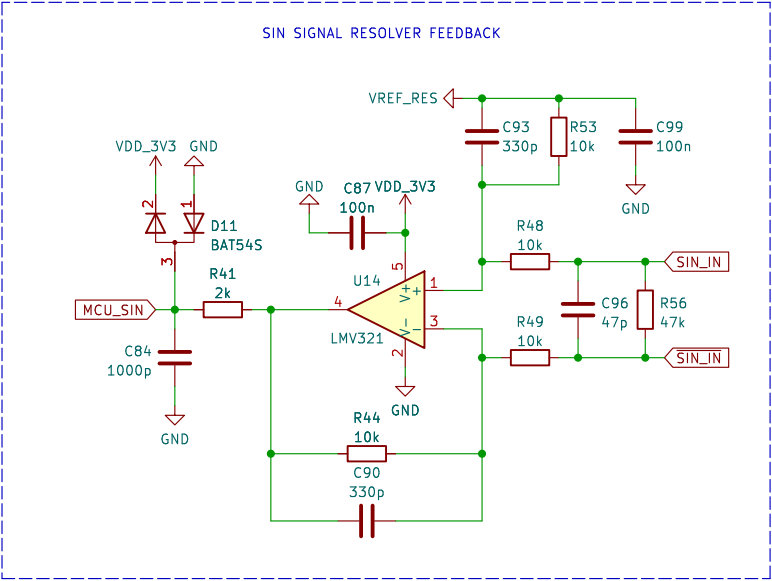 SIN SIGNAL RESOLVER FEEDBACK
VREF_RES
C93
330p
R53
10k
C99
100n
GND
VDD_3V3
GND
2
1
D11
BAT54S
3
GND
C87
100n
VDD_3V3
R48
10k
SIN_IN
C96
47p
R56
47k
R49
10k
SIN_IN
U14
5
V+
+
1
4
V-
-
3
2
LMV321
GND
R41
2k
MCU_SIN
C84
1000p
GND
R44
10k
C90
330p